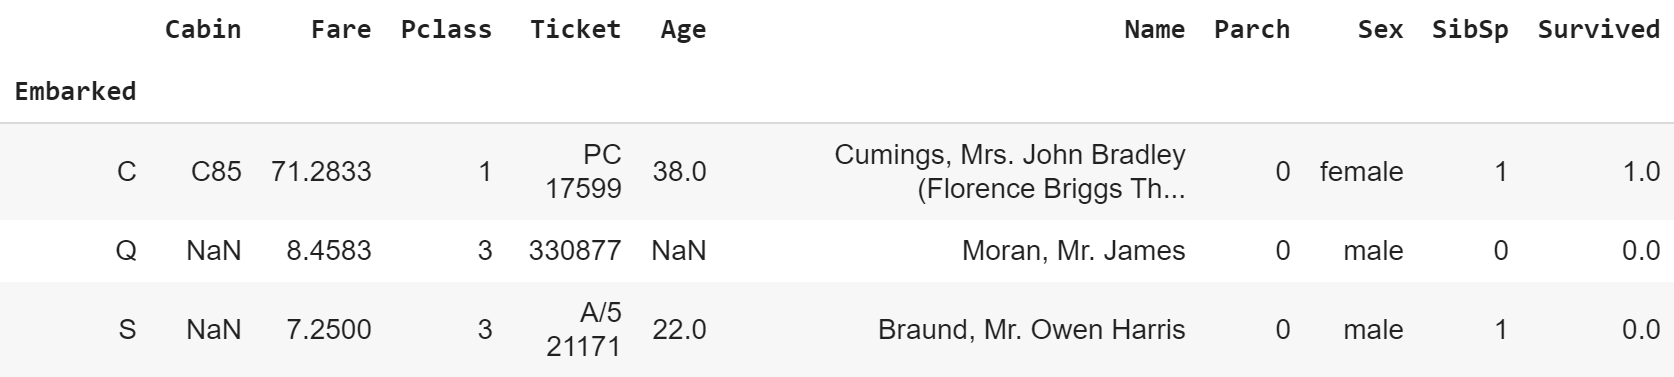 Cabin Fare Pclass Ticket Age Name Parch Sex SibSp Survived
Embarked
C C85 71.2833 1 PC 17599 38.0 Cumings, Mrs. John Bradley (Florence Briggs Th... 0 female 1 1.0
Q NaN 8.4583 3 330877 NaN Moran, Mr. James 0 male 0 0.0
S NaN 7.2500 3 A/5 21171 22.0 Braund, Mr. Owen Harris 0 male 1 0.0